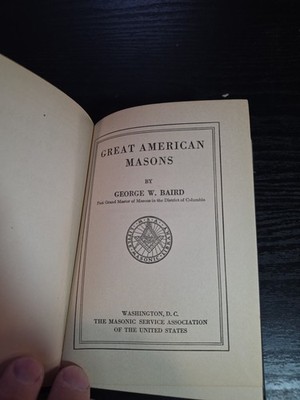 GREAT AMERICAN
MASONS
BY
GEORGE W. BAIRD
Past Grand Master of Masons in the District of Columbia
WASHINGTON, D.C.
THE MASONIC SERVICE ASSOCIATION
OF THE UNITED STATES